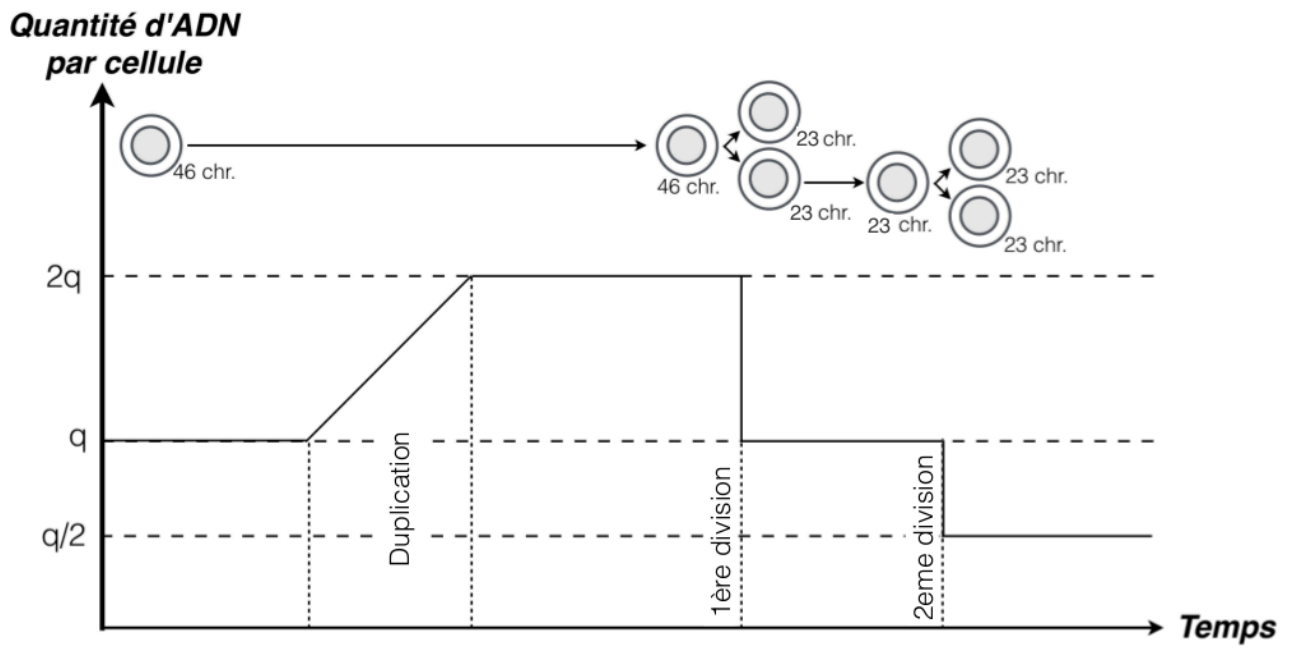 Quantité d'ADN
par cellule
46 chr.
46 chr.
23 chr.
23 chr.
23 chr.
23 chr.
23 chr.
2q
q
q/2
Duplication
1ère division
2eme division
Temps